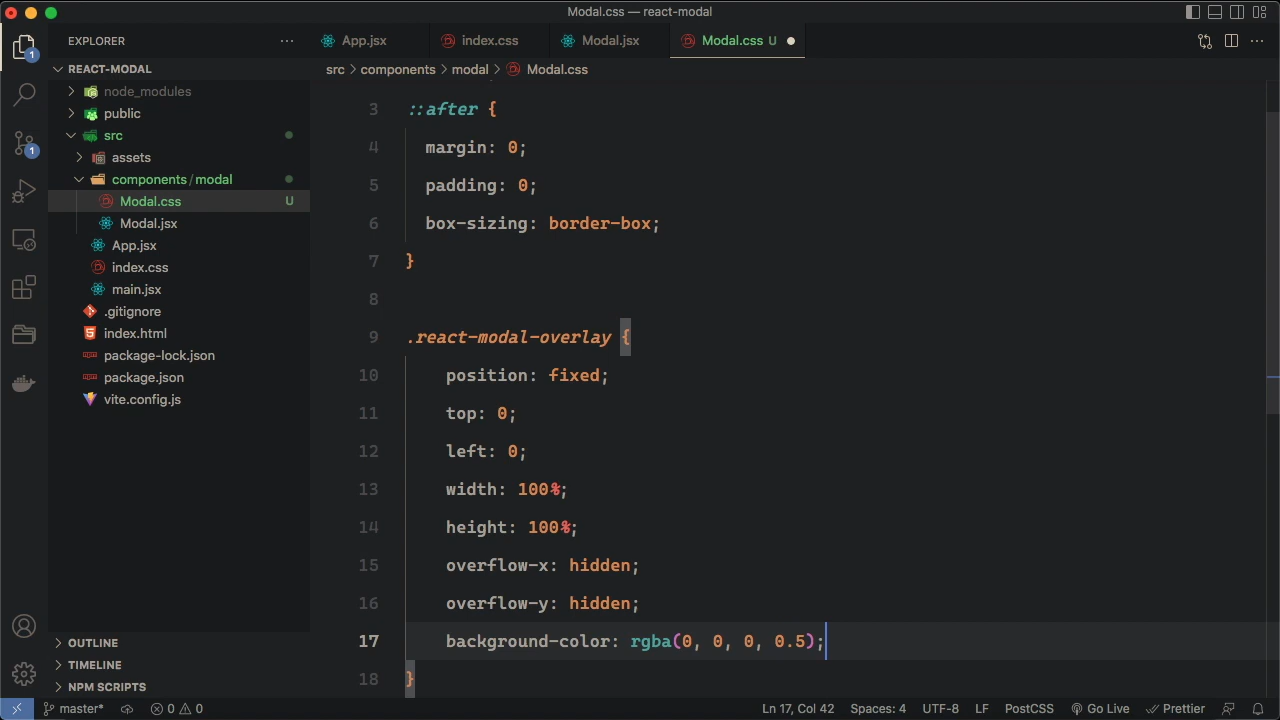 Modal.css — react-modal
EXPLORER
App.jsx
index.css
Modal.jsx
Modal.css U
REACT-MODAL
src > components > modal > Modal.css
node_modules
public
src
assets
components/modal
Modal.css U
Modal.jsx
App.jsx
index.css
main.jsx
.gitignore
index.html
package-lock.json
package.json
vite.config.js
OUTLINE
TIMELINE
NPM SCRIPTS
1
1
3 ::after {
4 margin: 0;
5 padding: 0;
6 box-sizing: border-box;
7 }
8
9 .react-modal-overlay {
10 position: fixed;
11 top: 0;
12 left: 0;
13 width: 100%;
14 height: 100%;
15 overflow-x: hidden;
16 overflow-y: hidden;
17 background-color: rgba(0, 0, 0, 0.5);
18 }
master* 0 0 Ln 17, Col 42 Spaces: 4 UTF-8 LF PostCSS Go Live Prettier